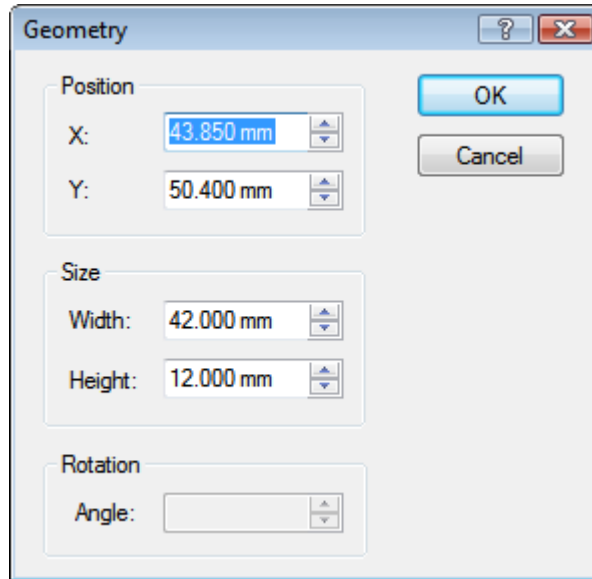 Geometry
?
Position
OK
X: 43.850 mm
Cancel
Y: 50.400 mm
Size
Width: 42.000 mm
Height: 12.000 mm
Rotation
Angle: